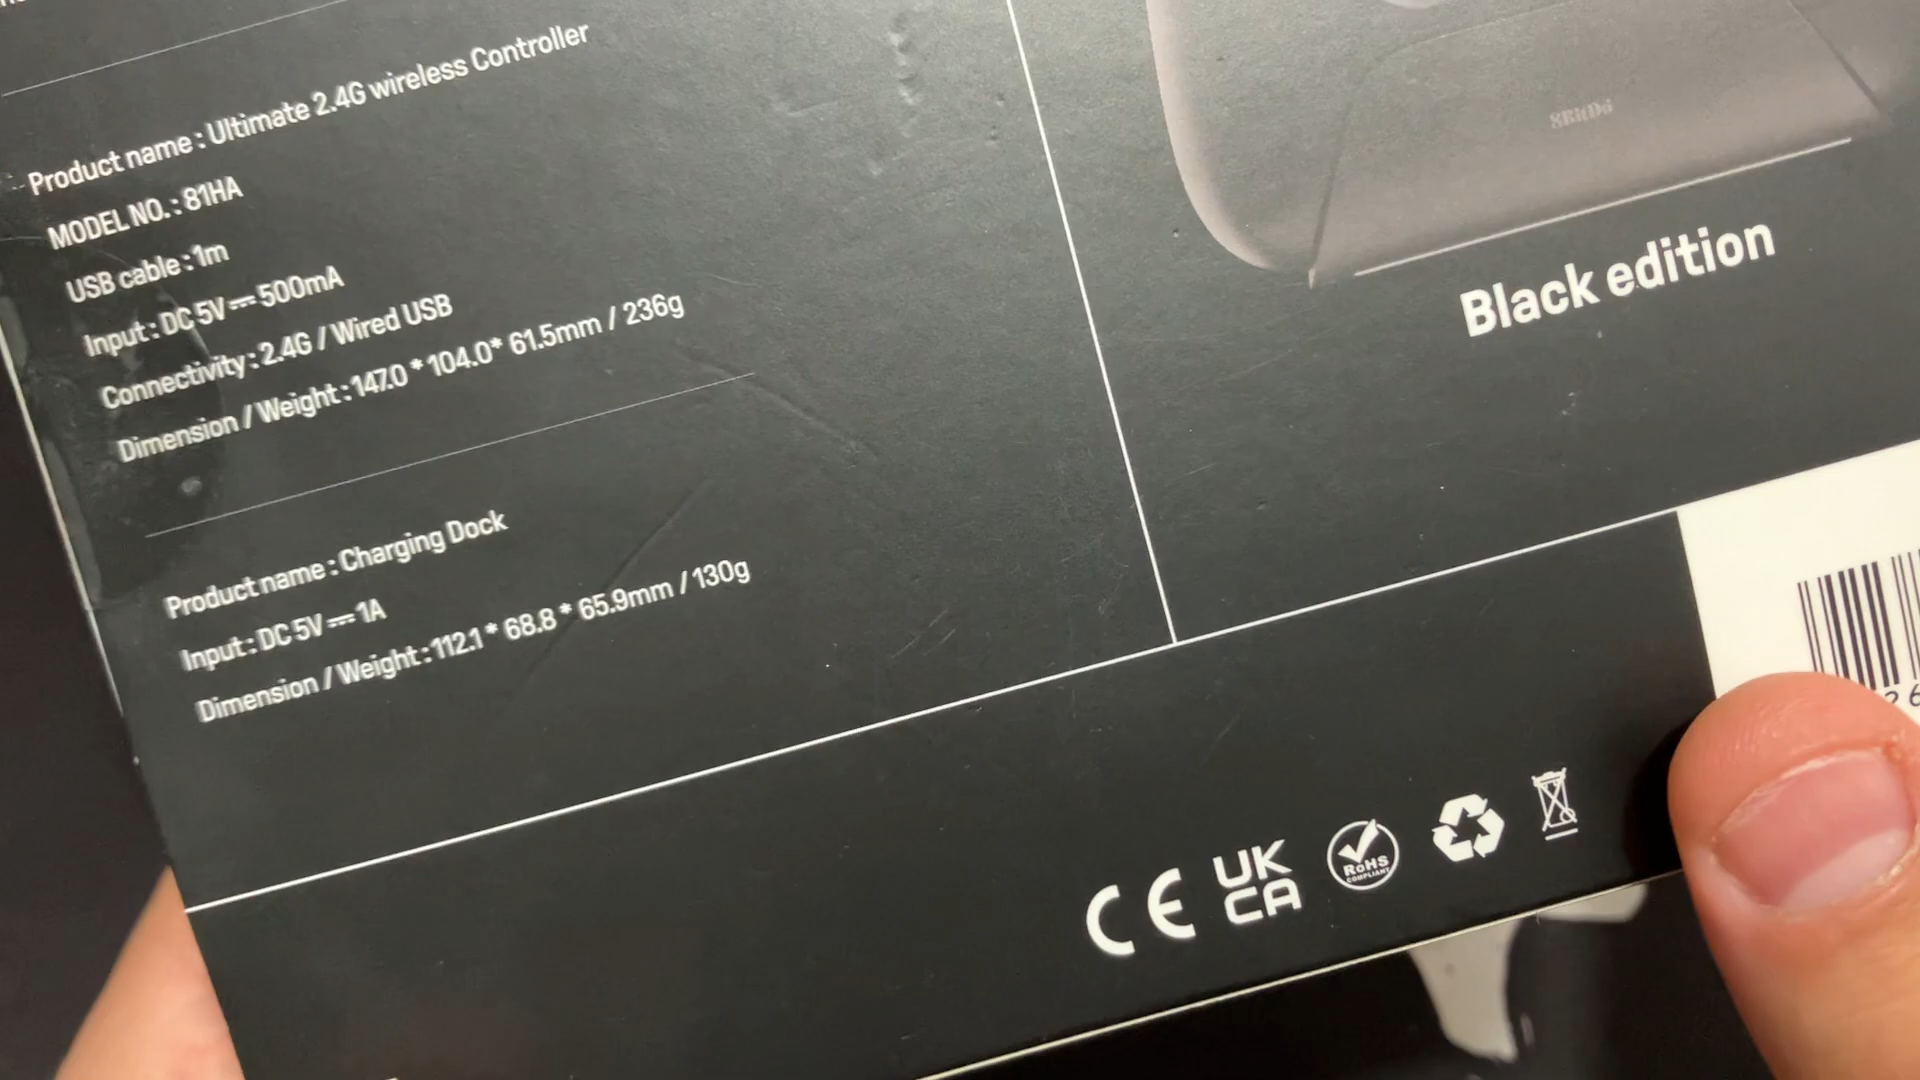 Product name : Ultimate 2.4G wireless Controller
MODEL NO. : 81HA
USB cable : 1m
Input : DC 5V ⎓ 500mA
Connectivity : 2.4G / Wired USB
Dimension / Weight : 147.0 * 104.0* 61.5mm / 236g
Product name : Charging Dock
Input : DC 5V ⎓ 1A
Dimension / Weight : 112.1 * 68.8 * 65.9mm / 130g
8BitDo
Black edition
26
CE
UK
CA
RoHS
COMPLIANT